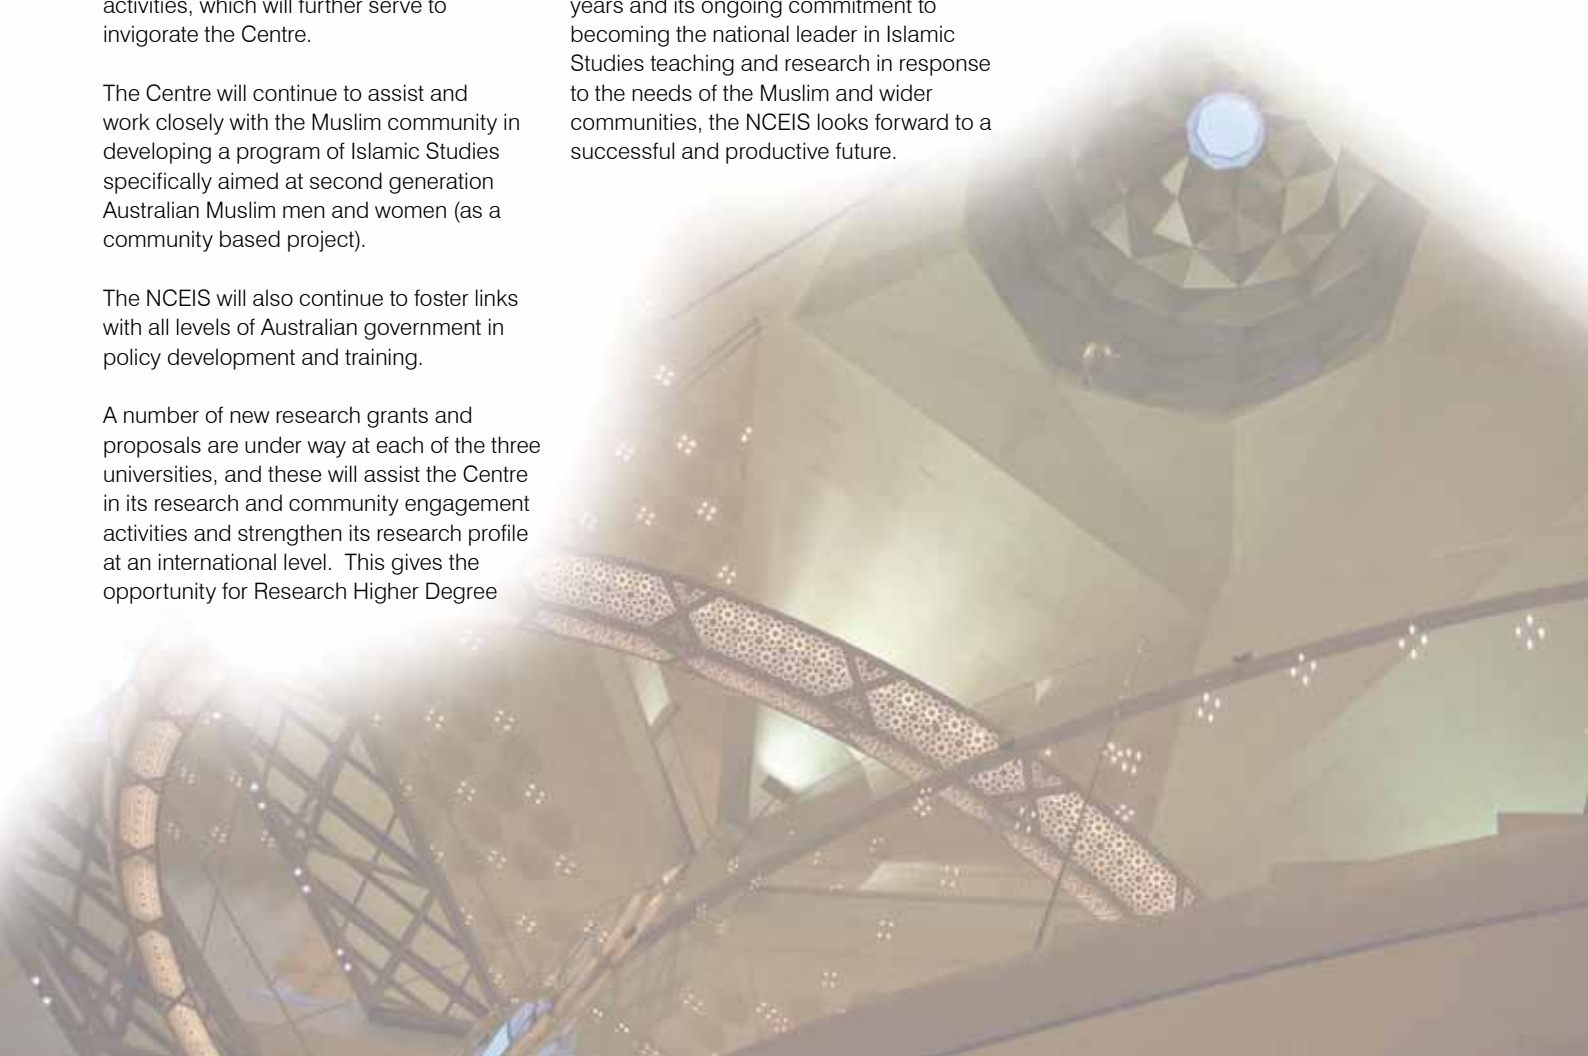 activities, which will further serve to
invigorate the Centre.
The Centre will continue to assist and
work closely with the Muslim community in
developing a program of Islamic Studies
specifically aimed at second generation
Australian Muslim men and women (as a
community based project).
The NCEIS will also continue to foster links
with all levels of Australian government in
policy development and training.
A number of new research grants and
proposals are under way at each of the three
universities, and these will assist the Centre
in its research and community engagement
activities and strengthen its research profile
at an international level.  This gives the
opportunity for Research Higher Degree
years and its ongoing commitment to
becoming the national leader in Islamic
Studies teaching and research in response
to the needs of the Muslim and wider
communities, the NCEIS looks forward to a
successful and productive future.